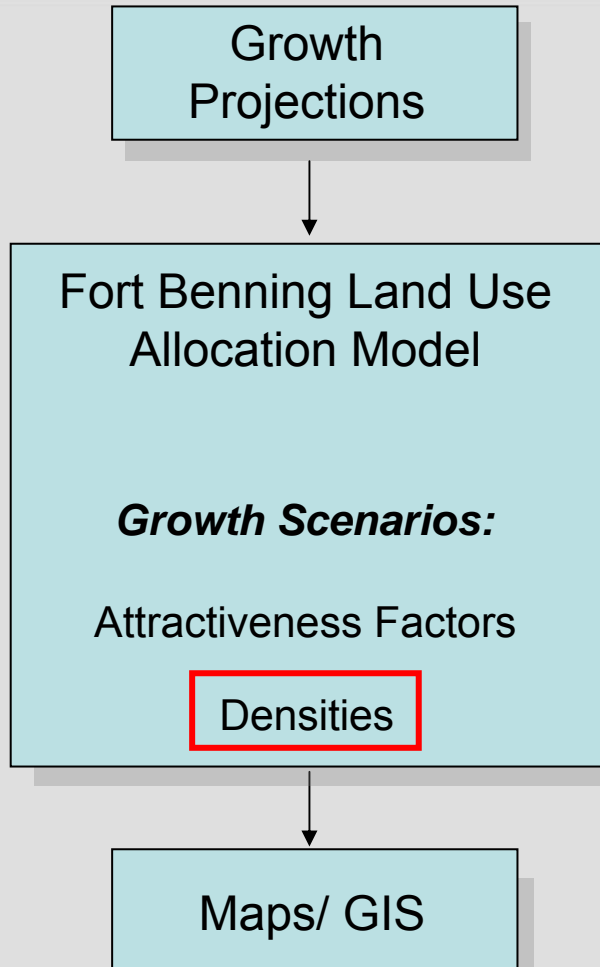 Growth
Projections
Fort Benning Land Use
Allocation Model
Growth Scenarios:
Attractiveness Factors
Densities
Maps/ GIS